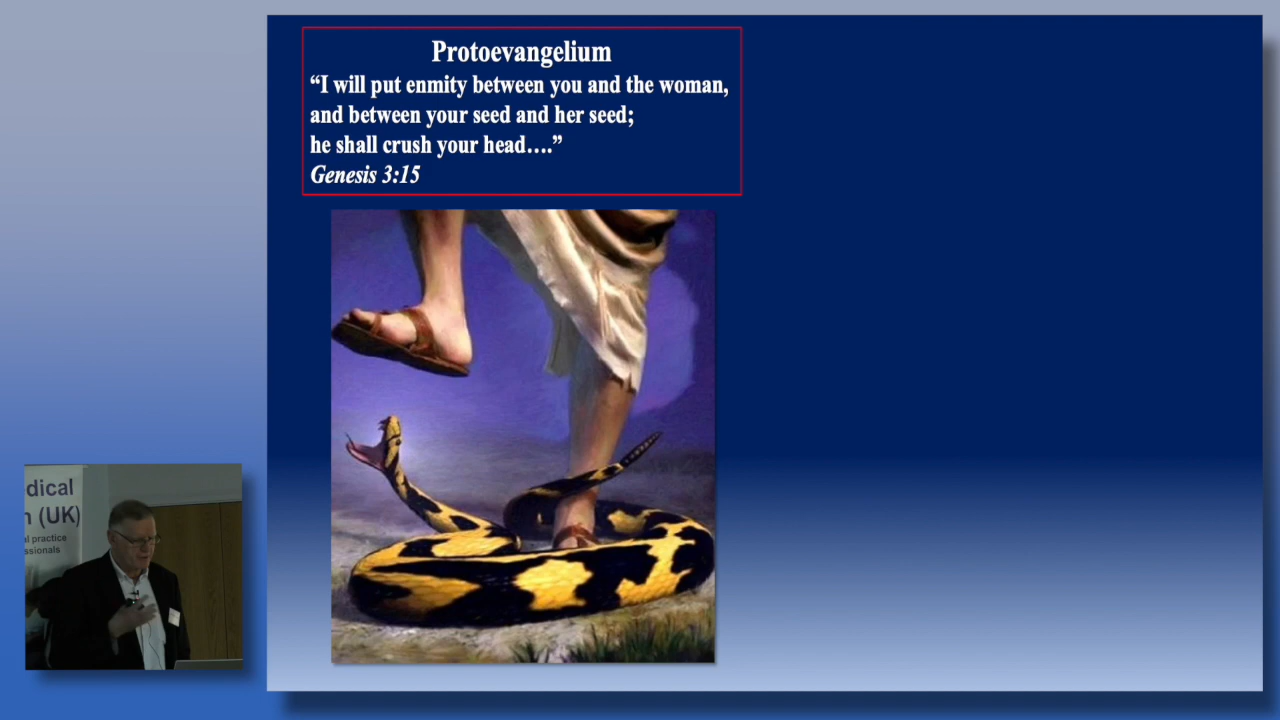 Protoevangelium
“I will put enmity between you and the woman,
and between your seed and her seed;
he shall crush your head….”
Genesis 3:15
dical
(UK)
practice
ssionals